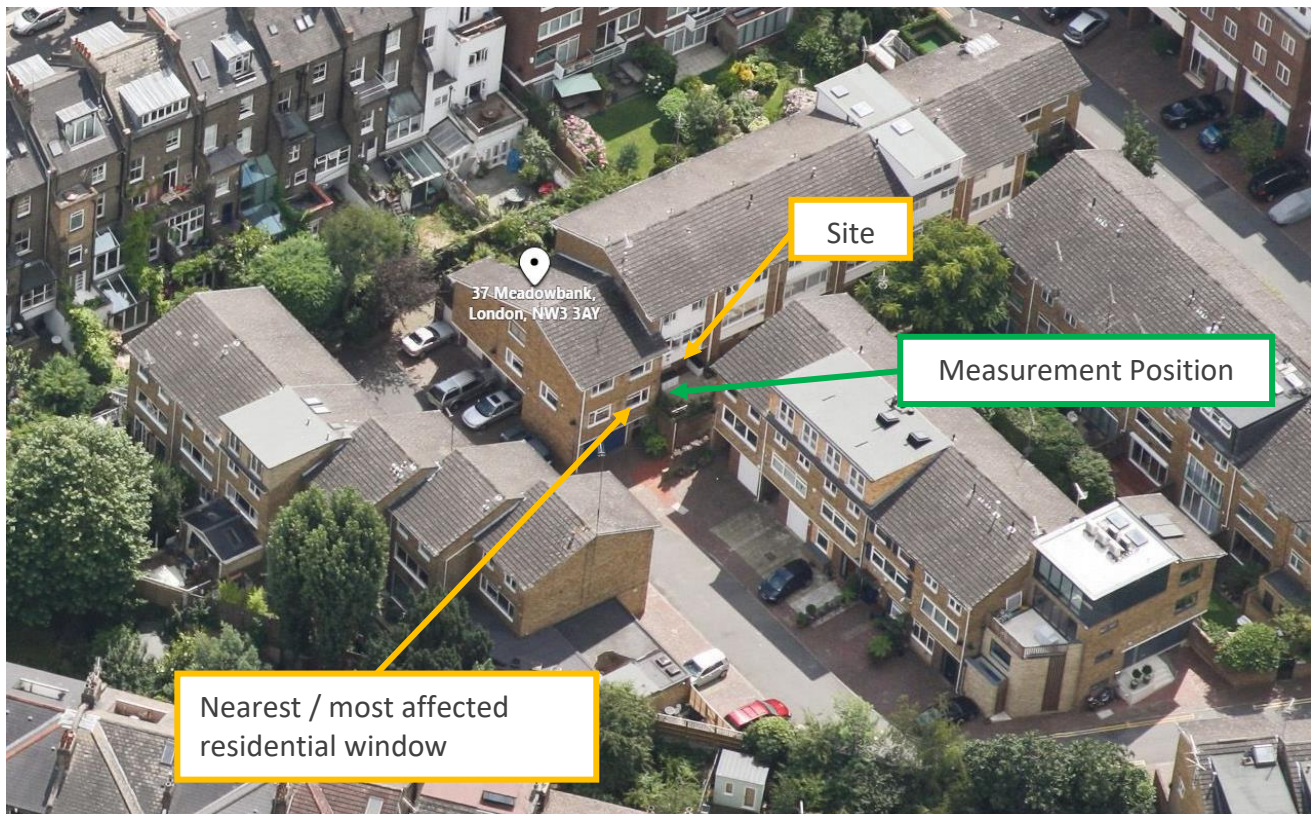 Site
37 Meadowbank,
London, NW3 3AY
Measurement Position
Nearest / most affected
residential window